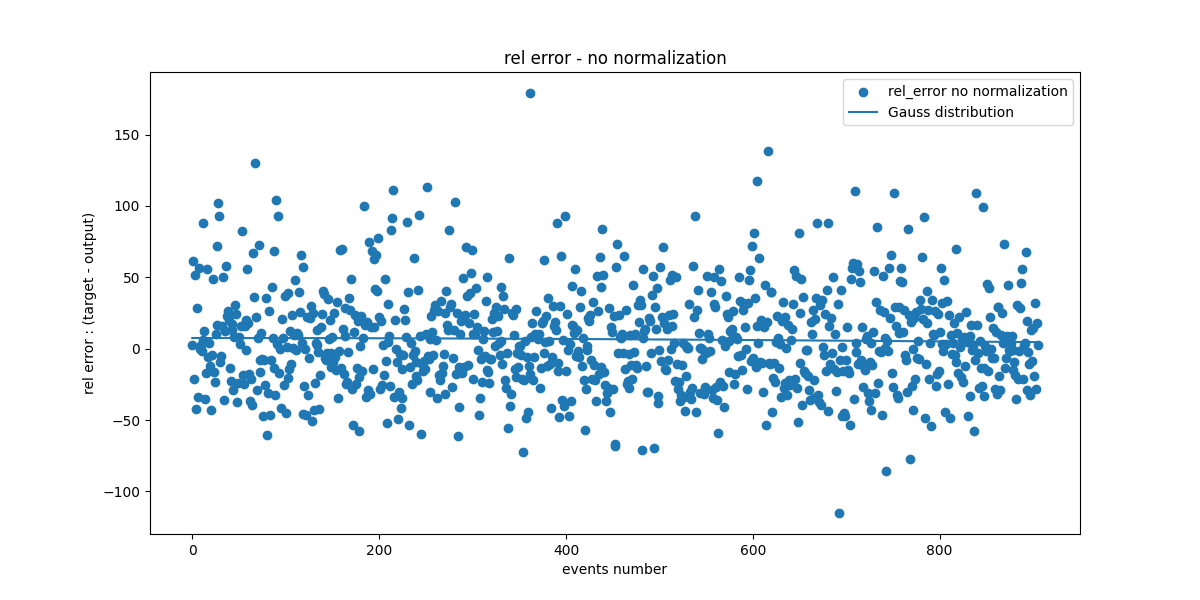 rel error - no normalization
rel_error no normalization
Gauss distribution
150
100
50
0
−50
−100
rel error : (tarǝget - output)
0
200
400
600
800
events number